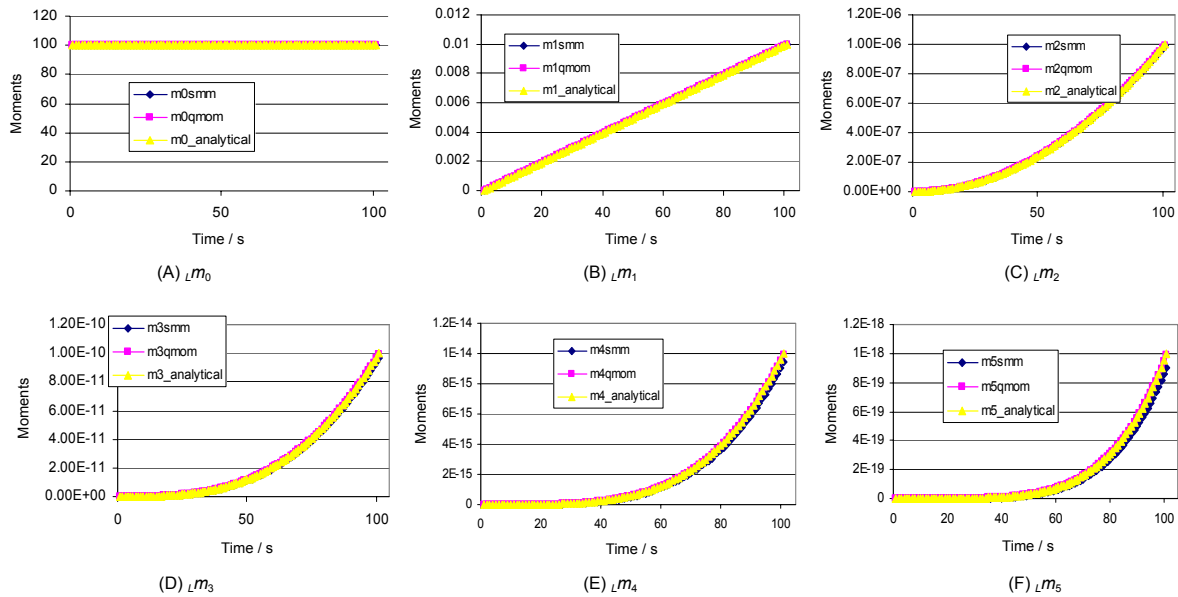 120
100
80
60
40
20
0
Moments
m0smm
m0qmom
m0_analytical
0 50 100
Time / s
(A) Lm0
0.012
0.01
0.008
0.006
0.004
0.002
0
Moments
m1smm
m1qmom
m1_analytical
0 20 40 60 80 100
Time / s
(B) Lm1
1.20E-06
1.00E-06
8.00E-07
6.00E-07
4.00E-07
2.00E-07
0.00E+00
Moments
m2smm
m2qmom
m2_analytical
0 50 100
Time / s
(C) Lm2
1.20E-10
1.00E-10
8.00E-11
6.00E-11
4.00E-11
2.00E-11
0.00E+00
Moments
m3smm
m3qmom
m3_analytical
0 50 100
Time / s
(D) Lm3
1.2E-14
1E-14
8E-15
6E-15
4E-15
2E-15
0
Moments
m4smm
m4qmom
m4_analytical
0 20 40 60 80 100
Time / s
(E) Lm4
1.2E-18
1E-18
8E-19
6E-19
4E-19
2E-19
0
Moments
m5smm
m5qmom
m5_analytical
0 20 40 60 80 100
Time / s
(F) Lm5